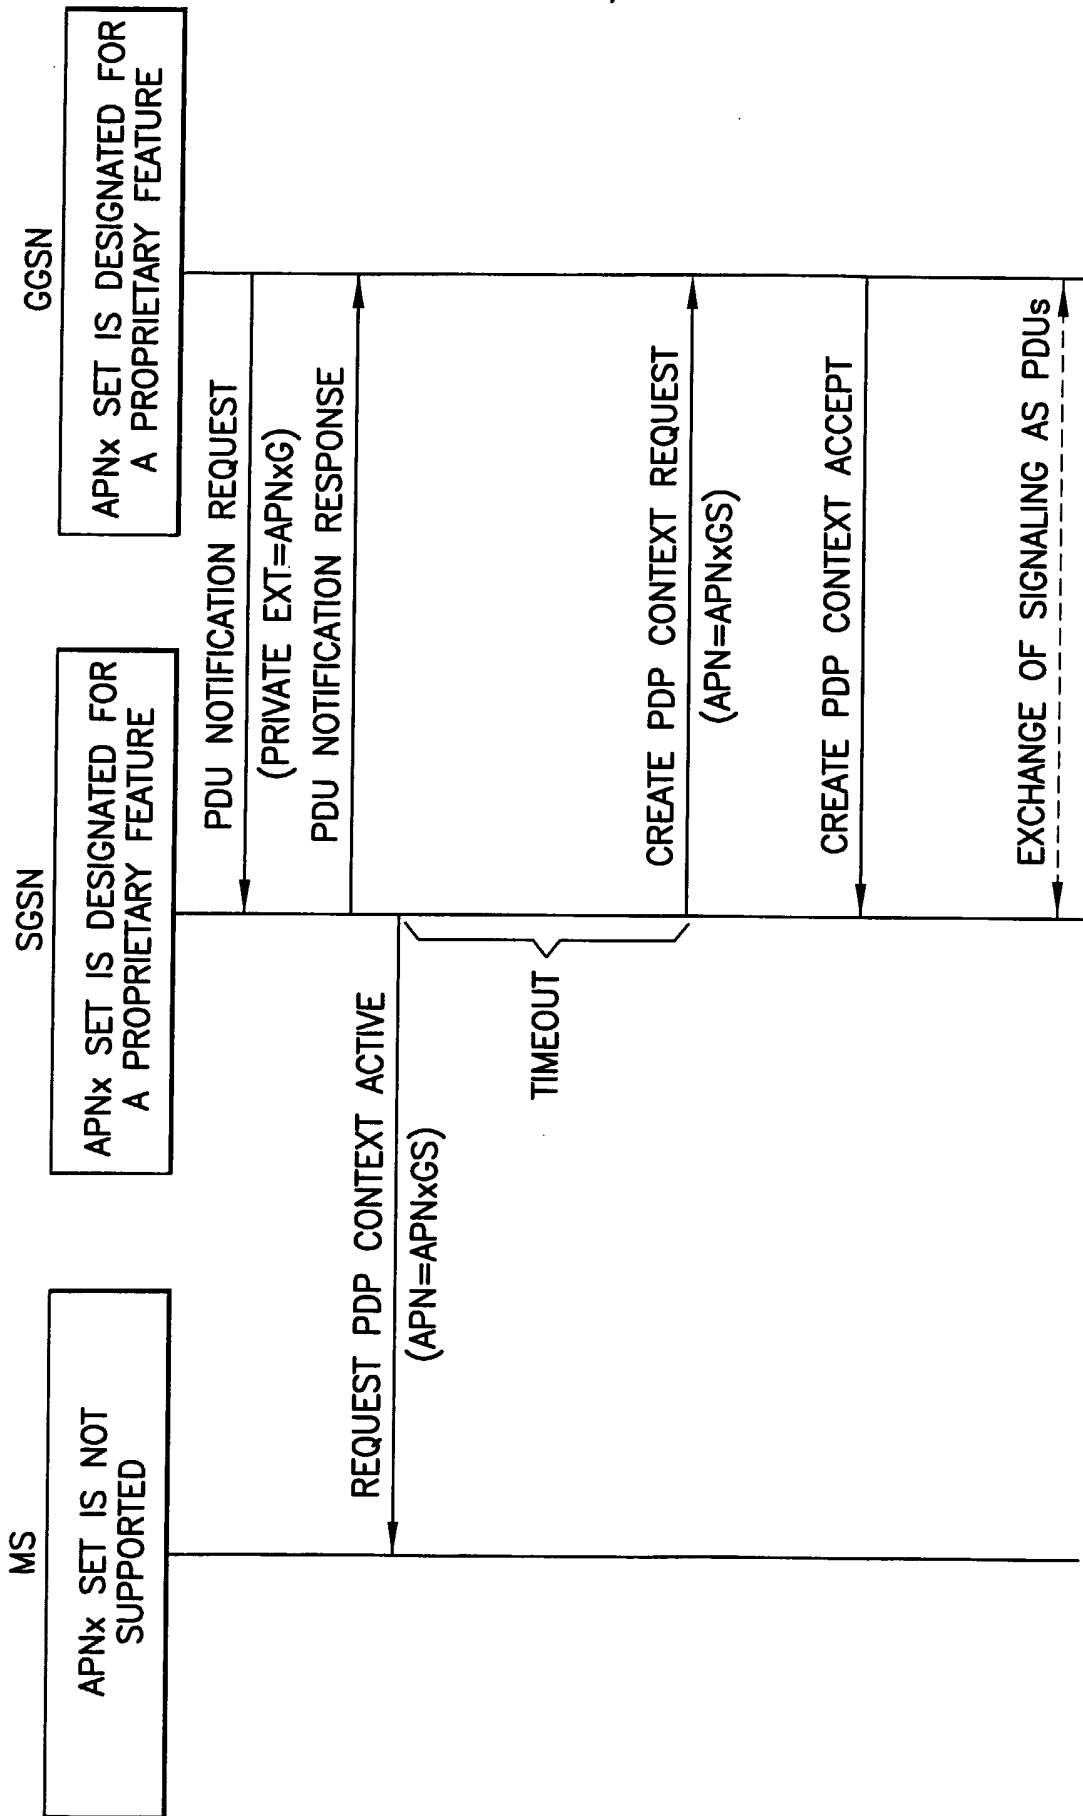 MS
APNx SET IS NOT
SUPPORTED
SGSN
APNx SET IS DESIGNATED FOR
A PROPRIETARY FEATURE
GGSN
APNx SET IS DESIGNATED FOR
A PROPRIETARY FEATURE
PDU NOTIFICATION REQUEST
(PRIVATE EXT.=APNxG)
PDU NOTIFICATION RESPONSE
REQUEST PDP CONTEXT ACTIVE
(APN=APNxGS)
TIMEOUT
CREATE PDP CONTEXT REQUEST
(APN=APNxGS)
CREATE PDP CONTEXT ACCEPT
EXCHANGE OF SIGNALING AS PDUs